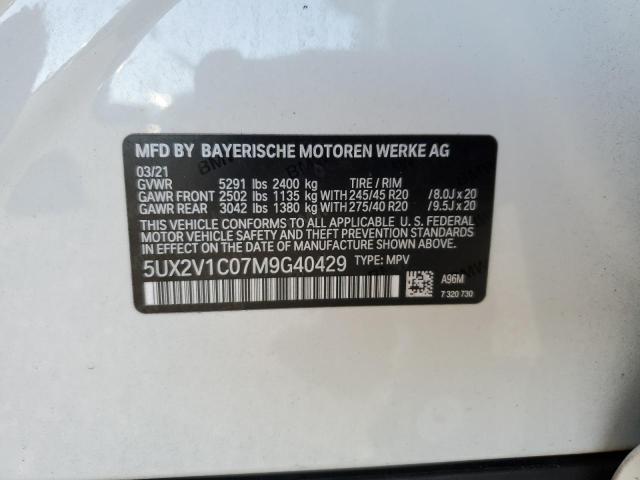 MFD BY BAYERISCHE MOTOREN WERKE AG
03/21
GVWR 5291 lbs 2400 kg TIRE / RIM
GAWR FRONT 2502 lbs 1135 kg WITH 245/45 R20 /8.0J x 20
GAWR REAR 3042 lbs 1380 kg WITH 275/40 R20 /9.5J x 20
THIS VEHICLE CONFORMS TO ALL APPLICABLE U. S. FEDERAL
MOTOR VEHICLE SAFETY AND THEFT PREVENTION
STANDARDS IN EFFECT ON THE DATE OF MANUFACTURE SHOWN ABOVE.
5UX2V1C07M9G40429 TYPE: MPV
A96M
7 320 730